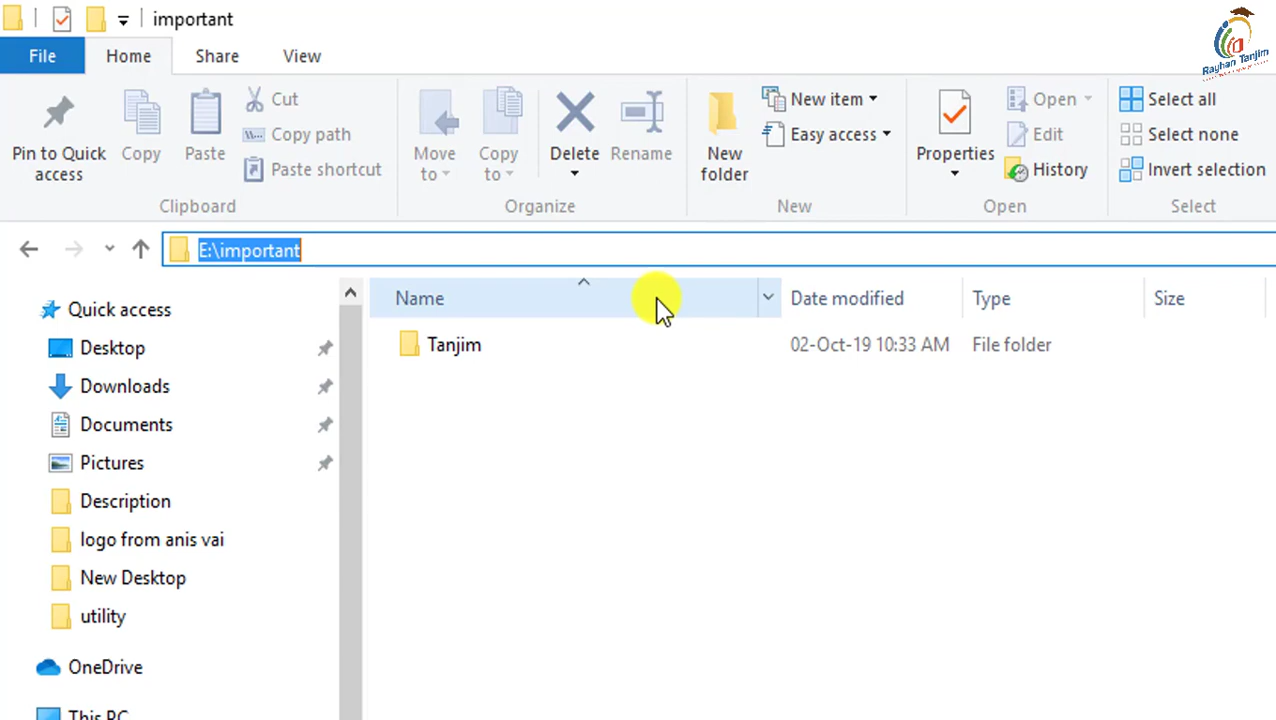 important
Rayhan Tanjim
File
Home
Share
View
Pin to Quick
access
Copy
Paste
Cut
Copy path
Paste shortcut
Clipboard
Move
to
Copy
to
Delete
Rename
Organize
New
folder
New item
Easy access
New
Properties
Open
Edit
History
Open
Select all
Select none
Invert selection
Select
E:\important
Name
Date modified
Type
Size
Tanjim
02-Oct-19 10:33 AM
File folder
Quick access
Desktop
Downloads
Documents
Pictures
Description
logo from anis vai
New Desktop
utility
OneDrive
This PC